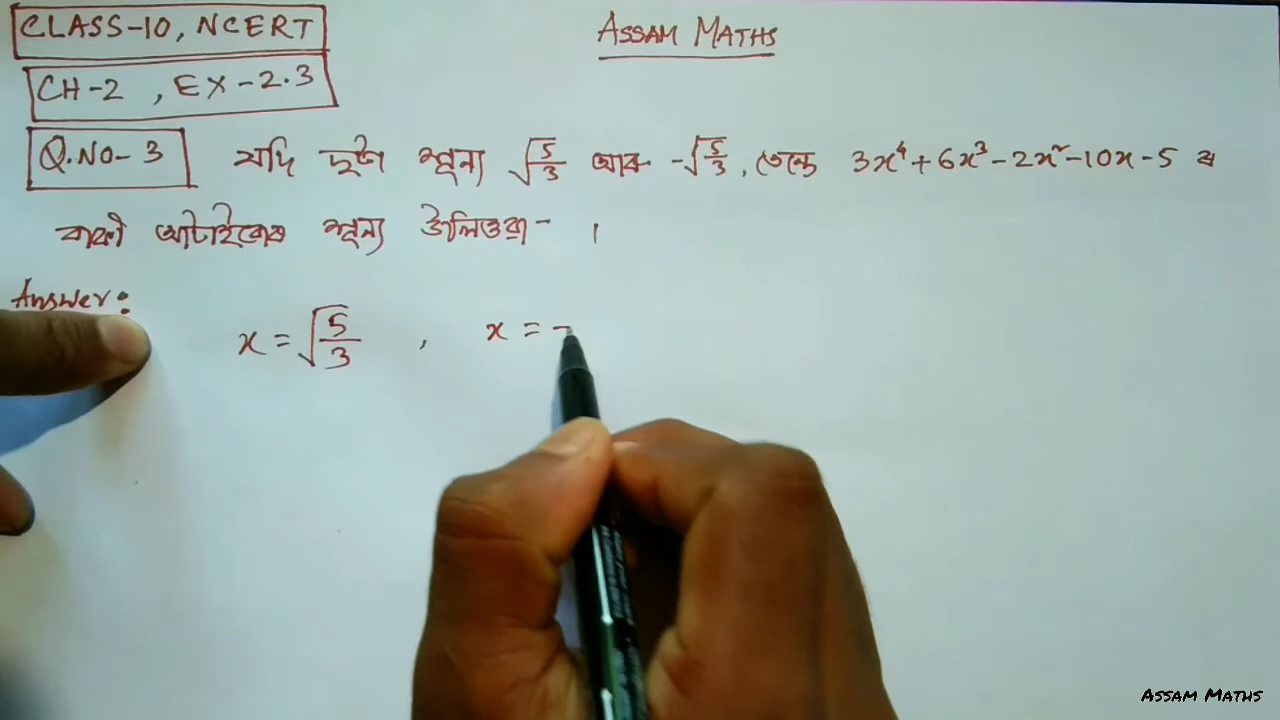 CLASS-10, NCERT
ASSAM MATHS
CH-2 , EX-2.3
Q.NO-3 যদি দুটা শূন্য √5/3 আৰু -√5/3, তেন্তে 3x⁴+6x³-2x²-10x-5 ৰ
বাকী আটাইবোৰ শূন্য উলিওৱা- ।
Answer:
x = √5/3 , x = -
ASSAM MATHS